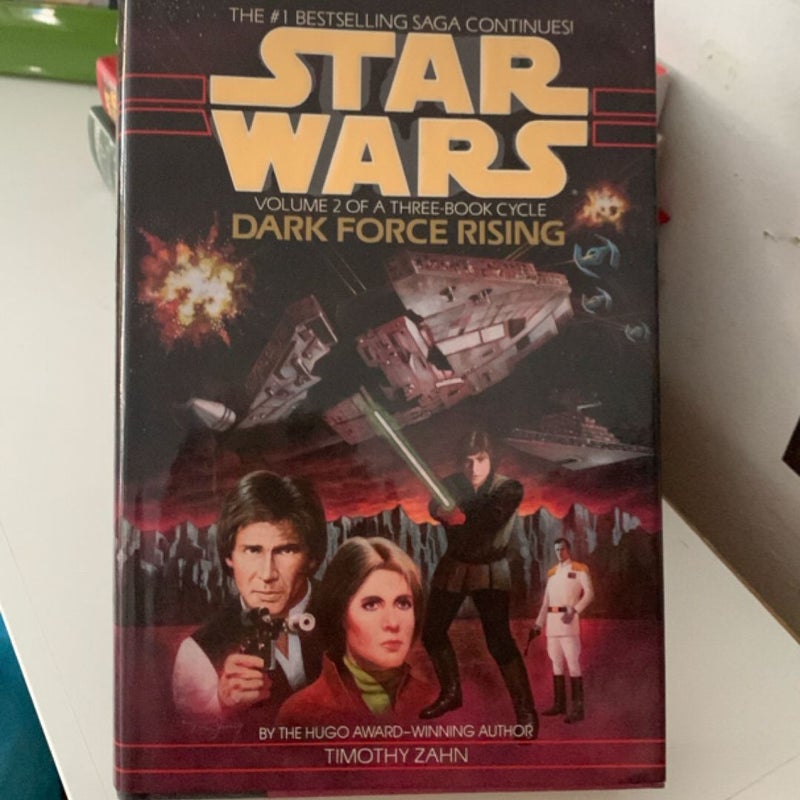 THE #1 BESTSELLING SAGA CONTINUES!
STAR
WARS®
VOLUME 2 OF A THREE-BOOK CYCLE
DARK FORCE RISING
BY THE HUGO AWARD–WINNING AUTHOR
TIMOTHY ZAHN